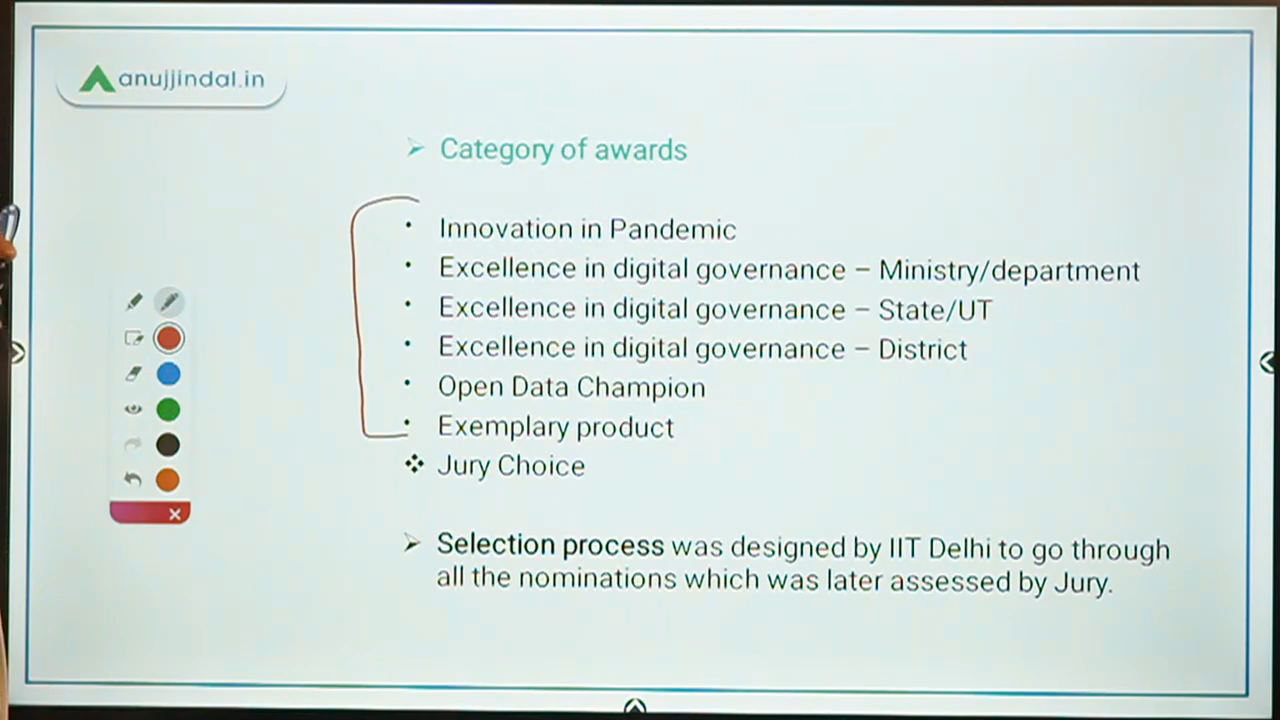 anujjindal.in
➢ Category of awards
• Innovation in Pandemic
• Excellence in digital governance – Ministry/department
• Excellence in digital governance – State/UT
• Excellence in digital governance – District
• Open Data Champion
• Exemplary product
❖ Jury Choice
➢ Selection process was designed by IIT Delhi to go through
all the nominations which was later assessed by Jury.